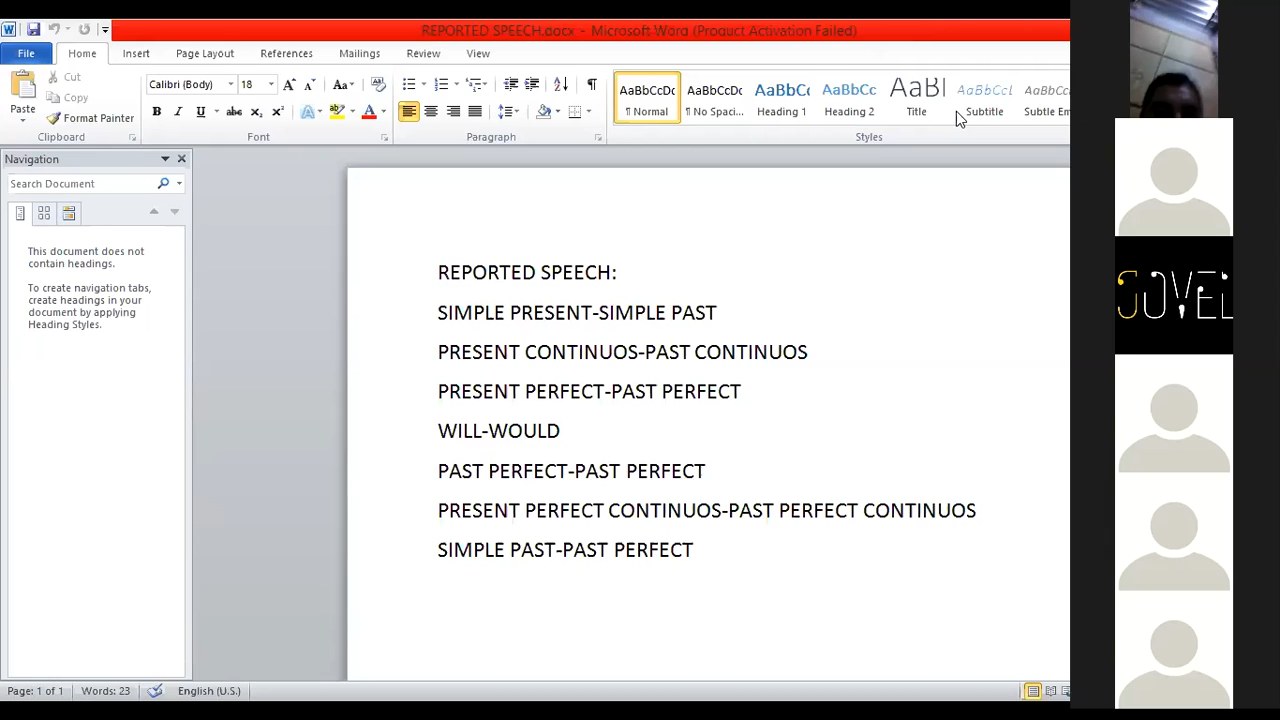 REPORTED SPEECH.docx - Microsoft Word (Product Activation Failed)
File Home Insert Page Layout References Mailings Review View
Paste
Cut
Copy
Format Painter
Clipboard
Calibri (Body) 18
Font
Paragraph
AaBbCcDc AaBbCcDc AaBbCc AaBbCc AaBl AaBbCcL AaBbCc
¶ Normal ¶ No Spaci... Heading 1 Heading 2 Title Subtitle Subtle Em
Styles
Navigation
Search Document
This document does not
contain headings.
To create navigation tabs,
create headings in your
document by applying
Heading Styles.
REPORTED SPEECH:
SIMPLE PRESENT-SIMPLE PAST
PRESENT CONTINUOS-PAST CONTINUOS
PRESENT PERFECT-PAST PERFECT
WILL-WOULD
PAST PERFECT-PAST PERFECT
PRESENT PERFECT CONTINUOS-PAST PERFECT CONTINUOS
SIMPLE PAST-PAST PERFECT
Page: 1 of 1 Words: 23 English (U.S.)